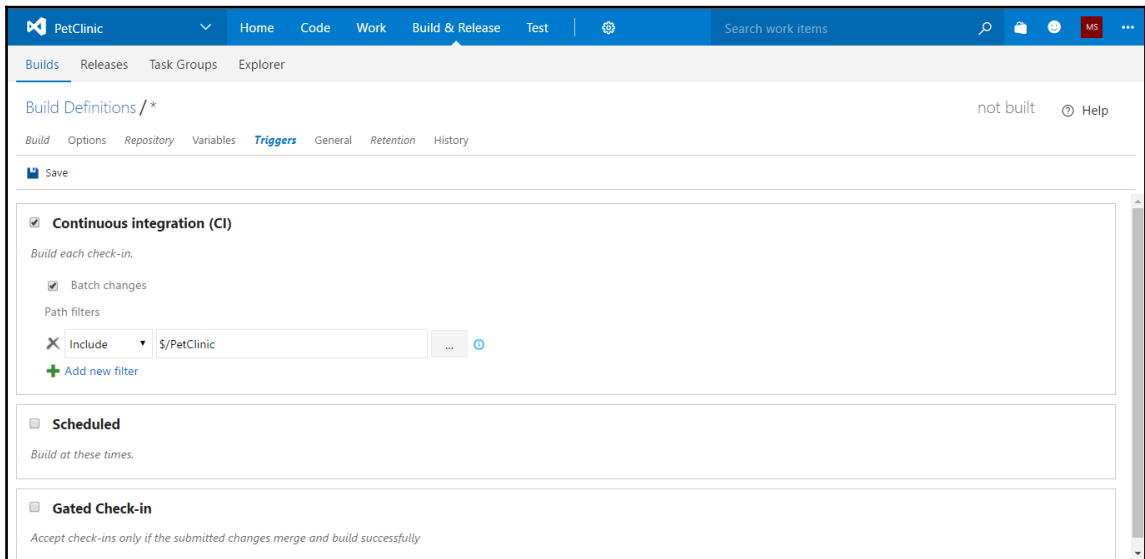 PetClinic Home Code Work Build & Release Test Search work items MS ...
Builds Releases Task Groups Explorer
Build Definitions / * not built Help
Build Options Repository Variables Triggers General Retention History
Save
Continuous integration (CI)
Build each check-in.
Batch changes
Path filters
Include $/PetClinic ...
Add new filter
Scheduled
Build at these times.
Gated Check-in
Accept check-ins only if the submitted changes merge and build successfully